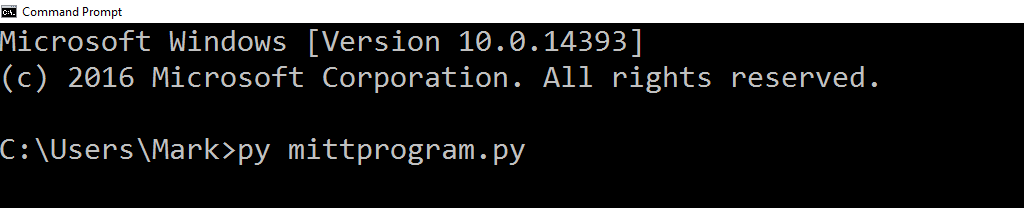 Command Prompt
Microsoft Windows [Version 10.0.14393]
(c) 2016 Microsoft Corporation. All rights reserved.
C:\Users\Mark>py mittprogram.py